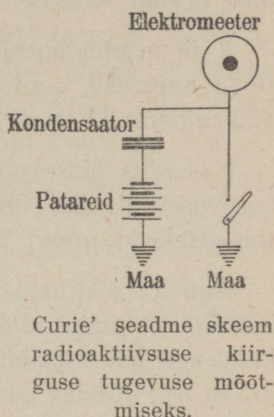 Elektromeeter
Kondensaator
Patareid
Maa Maa
Curie' seadme skeem
radioaktiivsuse kiir-
guse tugevuse mõõt-
miseks.